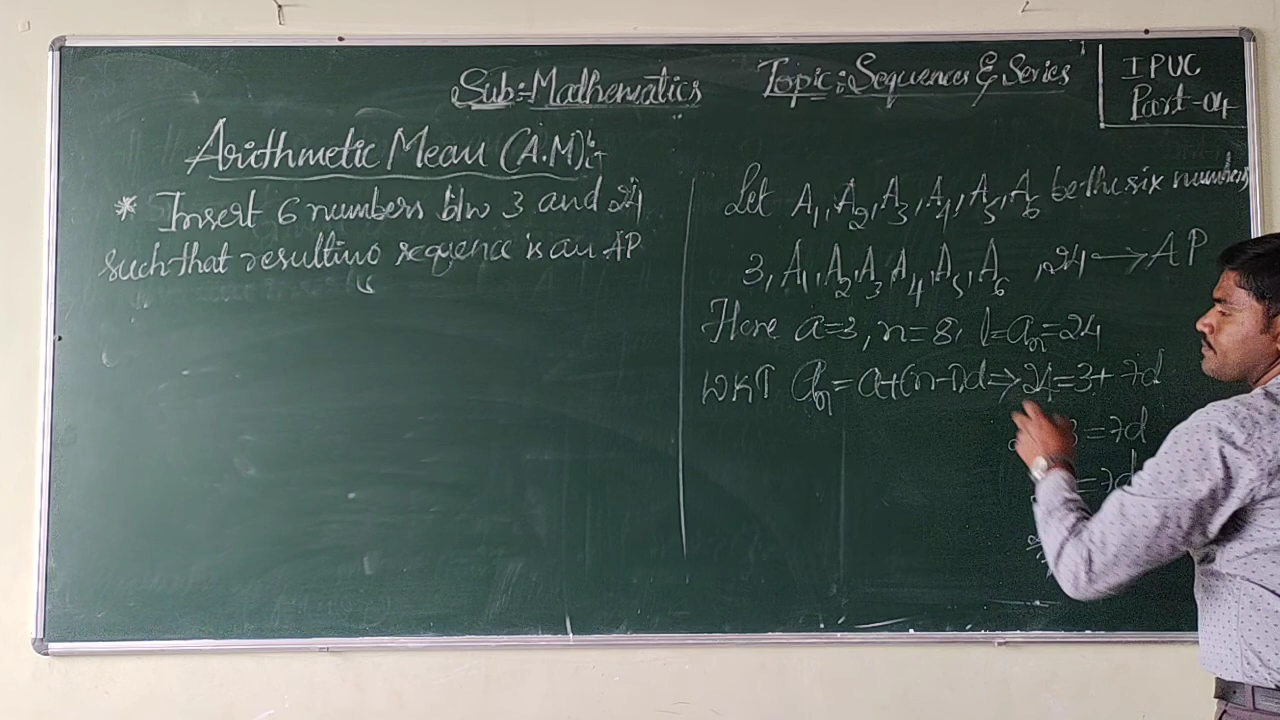 Sub:- Mathematics
Topic:- Sequences & Series
I PUC
Part-04
Arithmetic Mean (A.M):-
* Insert 6 numbers b/w 3 and 24
such that resulting sequence is an AP
Let A₁, A₂, A₃, A₄, A₅, A₆ be the six numbers
3, A₁, A₂, A₃, A₄, A₅, A₆, 24 → AP
Here a=3, n=8, l=aₙ=24
WKT aₙ=a+(n-1)d ⇒ 24=3+7d
3=7d
=7d